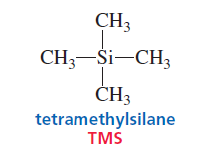 CH₃
CH₃—Si—CH₃
CH₃
tetramethylsilane
TMS